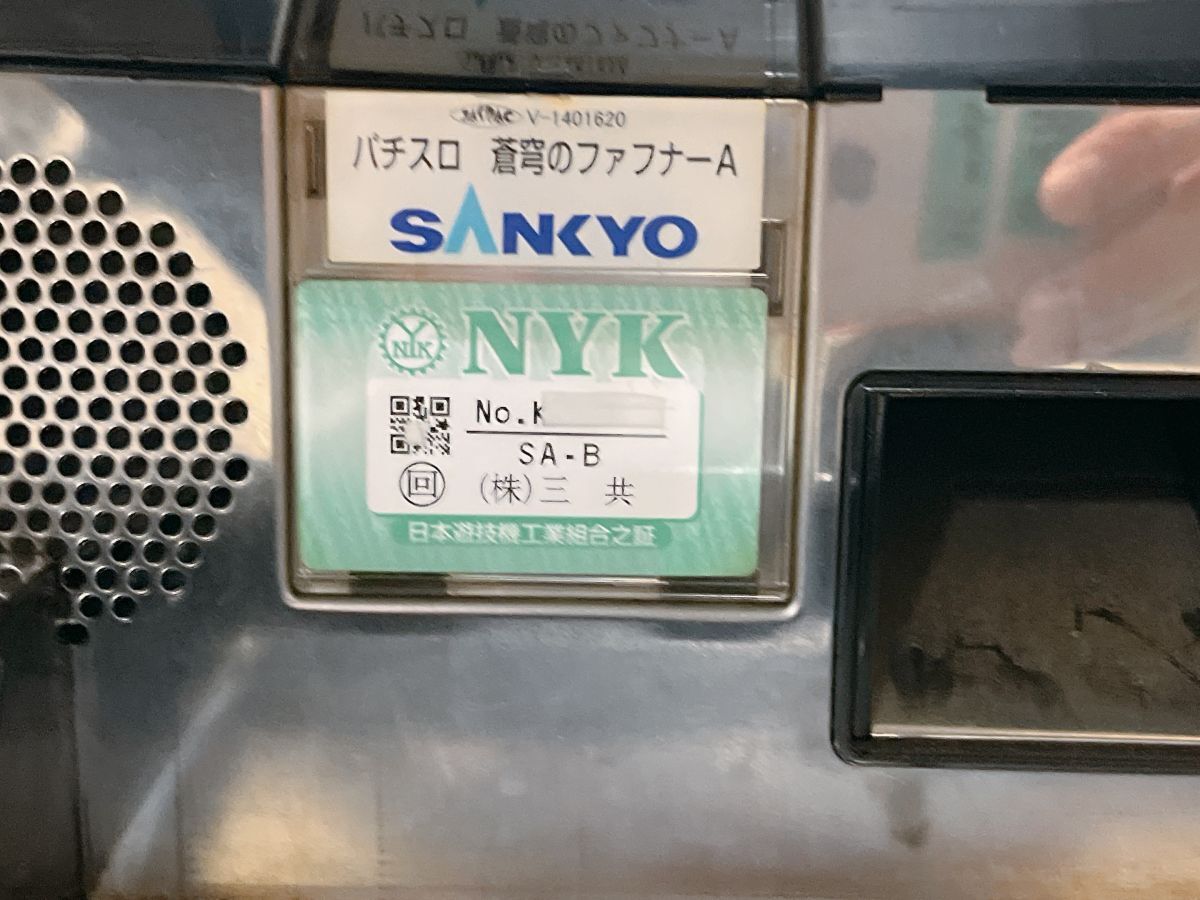 V-1401620
パチスロ 蒼穹のファフナーA
SANKYO
NYK
NYK
No.K
SA-B
回 (株)三 共
日本遊技機工業組合之証